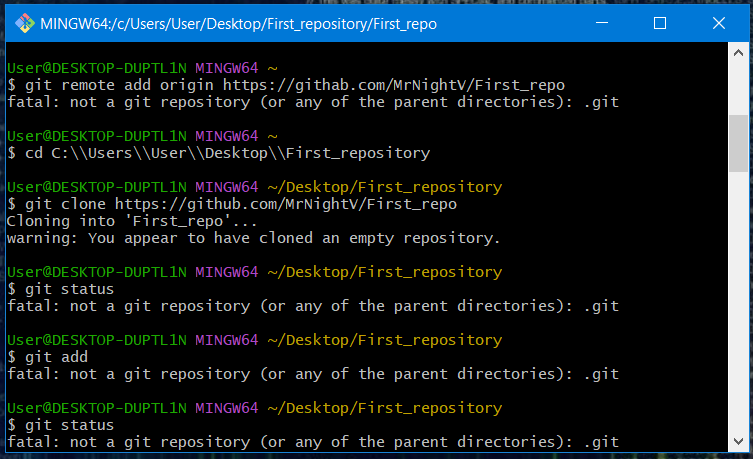 MINGW64:/c/Users/User/Desktop/First_repository/First_repo
User@DESKTOP-DUPTL1N MINGW64 ~
$ git remote add origin https://githab.com/MrNightV/First_repo
fatal: not a git repository (or any of the parent directories): .git
User@DESKTOP-DUPTL1N MINGW64 ~
$ cd C:\\Users\\User\\Desktop\\First_repository
User@DESKTOP-DUPTL1N MINGW64 ~/Desktop/First_repository
$ git clone https://github.com/MrNightV/First_repo
Cloning into 'First_repo'...
warning: You appear to have cloned an empty repository.
User@DESKTOP-DUPTL1N MINGW64 ~/Desktop/First_repository
$ git status
fatal: not a git repository (or any of the parent directories): .git
User@DESKTOP-DUPTL1N MINGW64 ~/Desktop/First_repository
$ git add
fatal: not a git repository (or any of the parent directories): .git
User@DESKTOP-DUPTL1N MINGW64 ~/Desktop/First_repository
$ git status
fatal: not a git repository (or any of the parent directories): .git